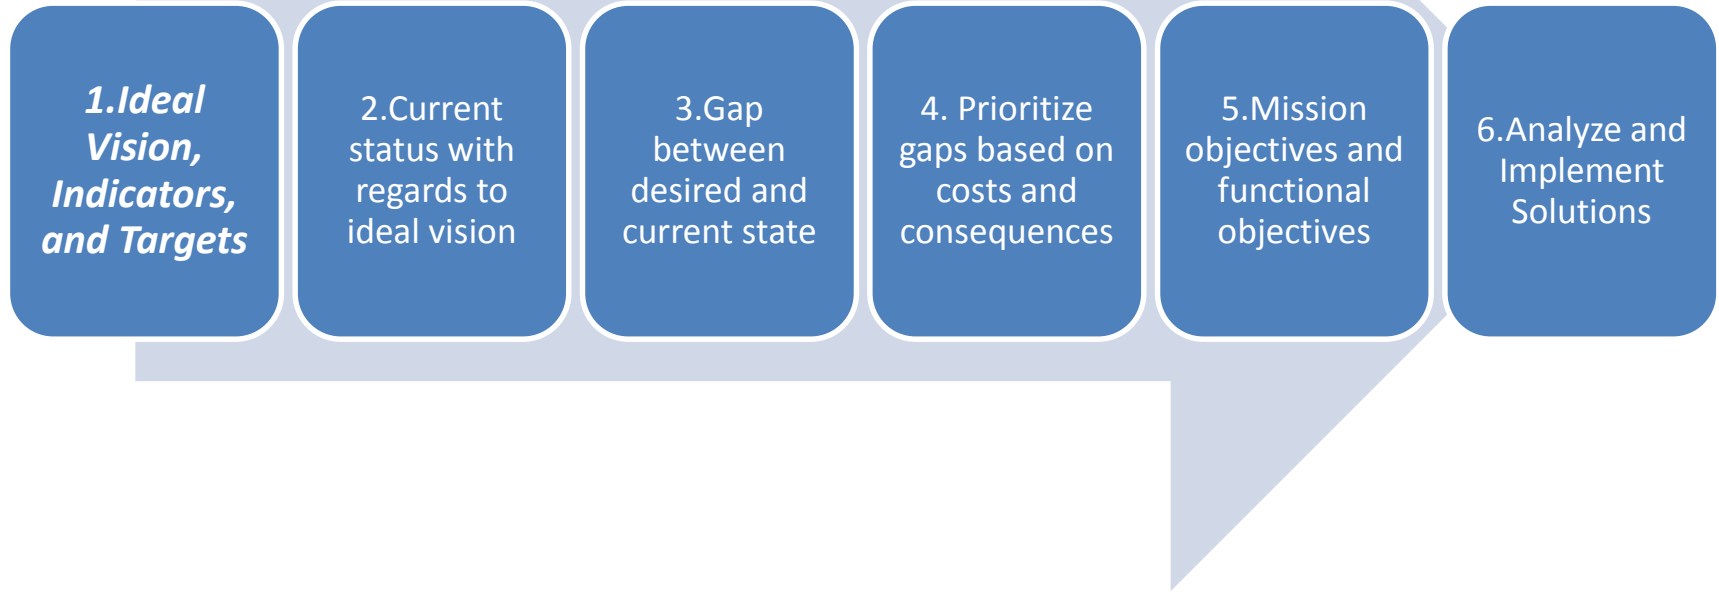 1.Ideal
Vision,
Indicators,
and Targets
2.Current
status with
regards to
ideal vision
3.Gap
between
desired and
current state
4. Prioritize
gaps based on
costs and
consequences
5.Mission
objectives and
functional
objectives
6.Analyze and
Implement
Solutions